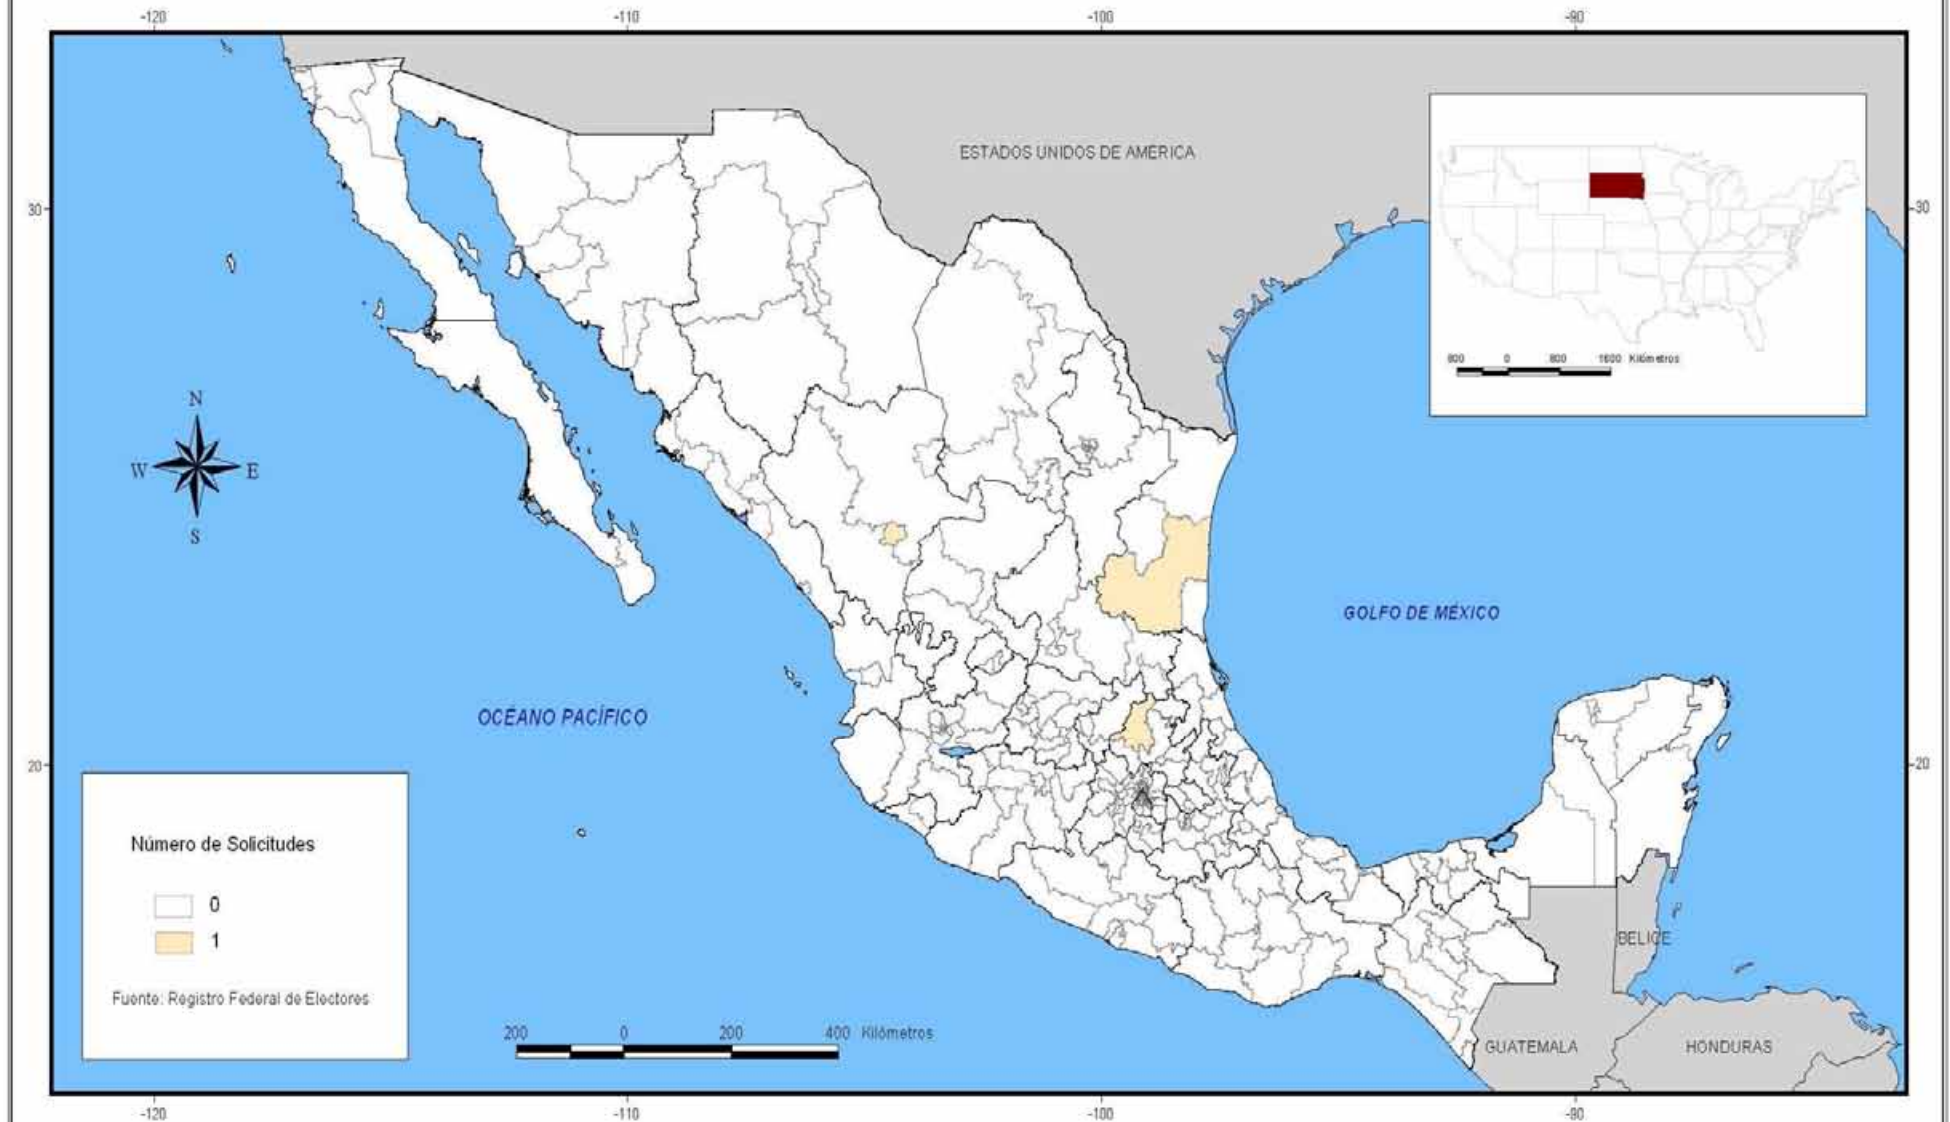 -120 -110 -100 -90
ESTADOS UNIDOS DE AMERICA
30 30
800 0 800 1600 Kilómetros
N
W E
S
GOLFO DE MÉXICO
OCÉANO PACÍFICO
20 20
Número de Solicitudes
0
1
Fuente: Registro Federal de Electores
BELICE
200 0 200 400 Kilómetros
GUATEMALA HONDURAS
-120 -110 -100 -90